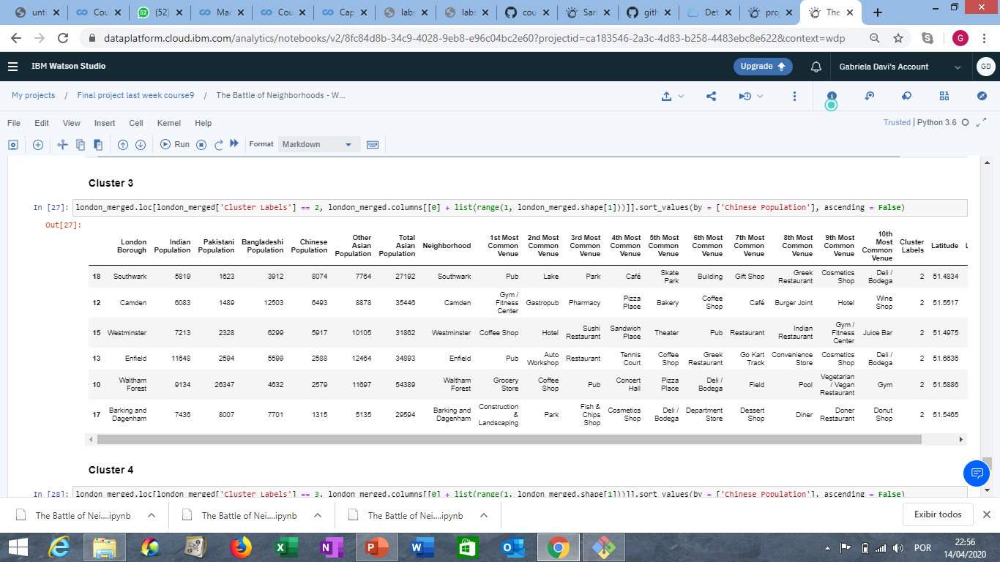 unti
Cou
(52)
Mac
Cou
Cap
labs
labs
cou
Sari
gith
Det
pro
The
dataplatform.cloud.ibm.com/analytics/notebooks/v2/8fc84d8b-34c9-4028-9eb8-e96c04bc2e60?projectid=ca183546-2a3c-4d83-b258-4483ebc8e622&context=wdp
G
IBM Watson Studio
Upgrade
Gabriela Davi's Account
GD
My projects / Final project last week course9 / The Battle of Neighborhoods - W...
File Edit View Insert Cell Kernel Help
Trusted | Python 3.6
Run
Format
Markdown
Cluster 3
In [27]: london_merged.loc[london_merged['Cluster Labels'] == 2, london_merged.columns[[0] + list(range(1, london_merged.shape[1]))]].sort_values(by = ['Chinese Population'], ascending = False)
Out[27]:
London Borough Indian Population Pakistani Population Bangladeshi Population Chinese Population Other Asian Population Total Asian Population Neighborhood 1st Most Common Venue 2nd Most Common Venue 3rd Most Common Venue 4th Most Common Venue 5th Most Common Venue 6th Most Common Venue 7th Most Common Venue 8th Most Common Venue 9th Most Common Venue 10th Most Common Venue Cluster Labels Latitude L
18 Southwark 5819 1623 3912 8074 7764 27192 Southwark Pub Lake Park Café Skate Park Building Gift Shop Greek Restaurant Cosmetics Shop Deli / Bodega 2 51.4834
12 Camden 6083 1489 12503 6493 8878 35446 Camden Gym / Fitness Center Gastropub Pharmacy Pizza Place Bakery Coffee Shop Café Burger Joint Hotel Wine Shop 2 51.5517
15 Westminster 7213 2328 6299 5917 10105 31862 Westminster Coffee Shop Hotel Sushi Restaurant Sandwich Place Theater Pub Restaurant Indian Restaurant Gym / Fitness Center Juice Bar 2 51.4975
13 Enfield 11648 2594 5599 2588 12464 34893 Enfield Pub Auto Workshop Restaurant Tennis Court Coffee Shop Greek Restaurant Go Kart Track Convenience Store Cosmetics Shop Deli / Bodega 2 51.6636
10 Waltham Forest 9134 26347 4632 2579 11697 54389 Waltham Forest Grocery Store Coffee Shop Pub Concert Hall Pizza Place Deli / Bodega Field Pool Vegetarian / Vegan Restaurant Gym 2 51.5886
17 Barking and Dagenham 7436 8007 7701 1315 5135 29594 Barking and Dagenham Construction & Landscaping Park Fish & Chips Shop Cosmetics Shop Deli / Bodega Department Store Dessert Shop Diner Doner Restaurant Donut Shop 2 51.5465
Cluster 4
In [28]: london_merged.loc[london_merged['Cluster Labels'] == 3, london_merged.columns[[0] + list(range(1, london_merged.shape[1]))]].sort_values(by = ['Chinese Population'], ascending = False)
The Battle of Nei....ipynb
The Battle of Nei....ipynb
The Battle of Nei....ipynb
Exibir todos
POR
22:56
14/04/2020